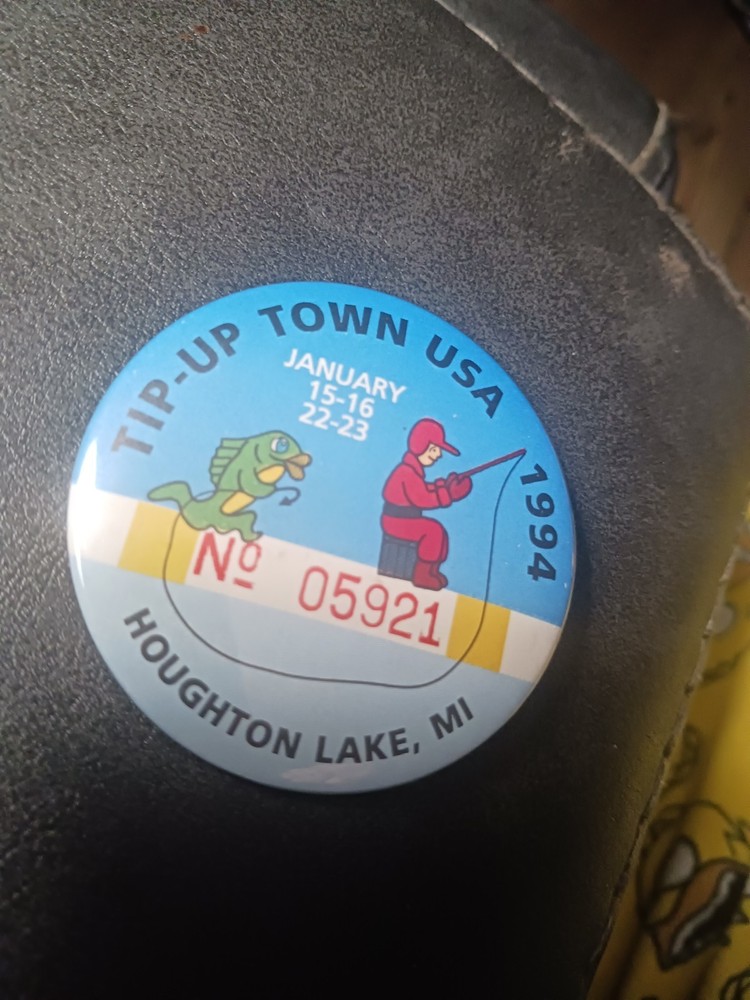 TIP-UP TOWN USA 1994
JANUARY
15-16
22-23
Nº 05921
HOUGHTON LAKE, MI